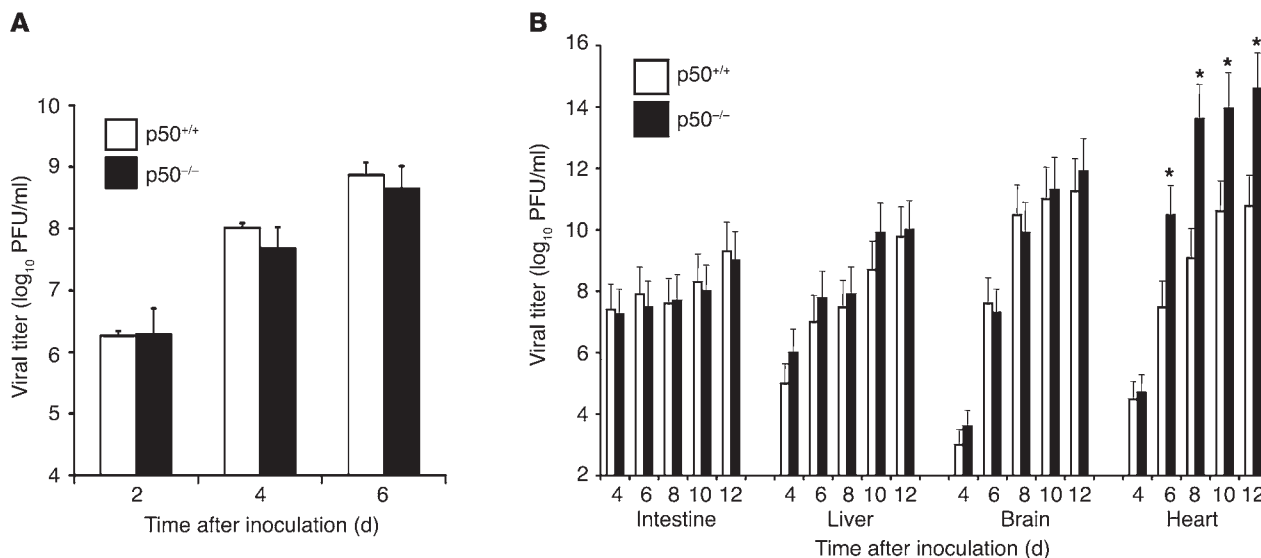 A
Viral titer (log₁₀ PFU/ml)
10
9
8
7
6
5
4
p50⁺/⁺
p50⁻/⁻
2 4 6
Time after inoculation (d)
B
Viral titer (log₁₀ PFU/ml)
16
14
12
10
8
6
4
2
p50⁺/⁺
p50⁻/⁻
* * * *
4 6 8 10 12 4 6 8 10 12 4 6 8 10 12 4 6 8 10 12
Intestine Liver Brain Heart
Time after inoculation (d)